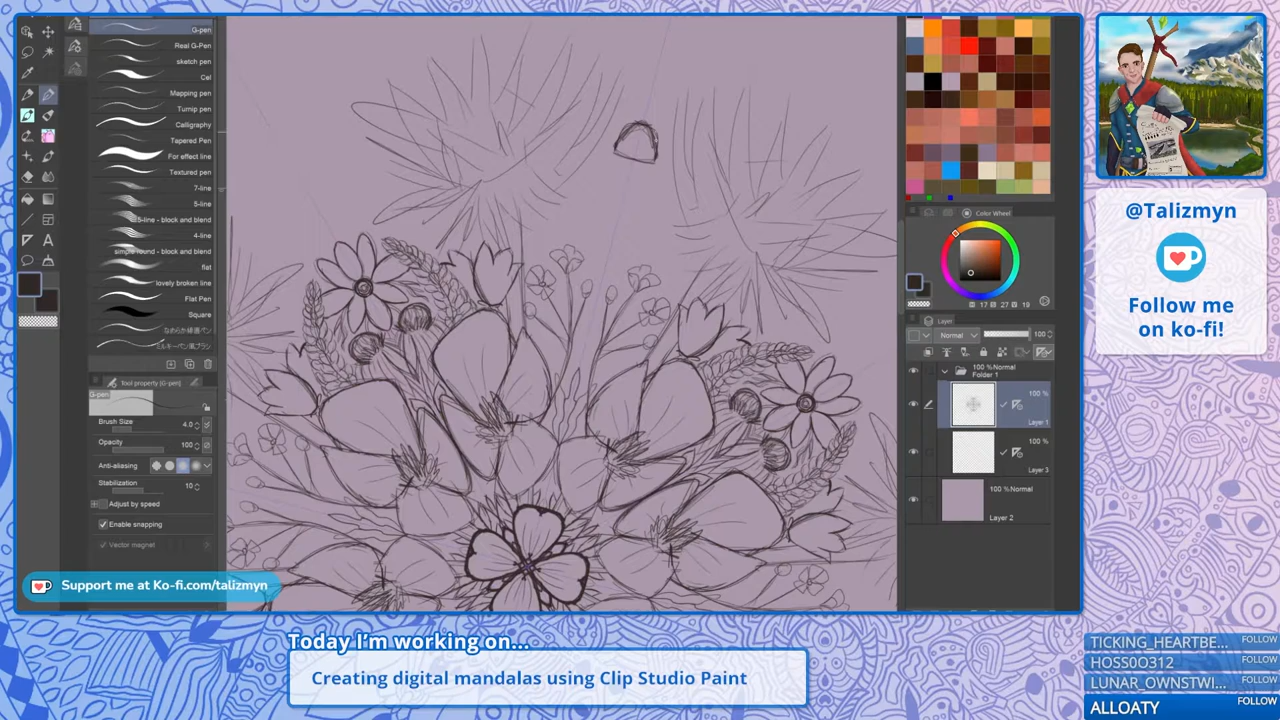 G-pen
Real G-Pen
sketch pen
Cel
Mapping pen
Turnip pen
Calligraphy
Tapered Pen
For effect line
Textured pen
7-line
5-line
5-line - block and blend
4-line
simple round - block and blend
flat
lovely broken line
Flat Pen
Square
Tool property [G-pen]
G-pen
Brush Size 4.0
Opacity 100
Anti-aliasing
Stabilization 10
Adjust by speed
Enable snapping
Vector magnet
Color Wheel
17 27 19
Layer
Normal 100
100 %Normal
Folder 1
100 %
Layer 1
100 %
Layer 3
100 %Normal
Layer 2
@Talizmyn
Follow me
on ko-fi!
Support me at Ko-fi.com/talizmyn
Today I'm working on...
Creating digital mandalas using Clip Studio Paint
TICKING_HEARTBE... FOLLOW
HOSS0O312 FOLLOW
LUNAR_OWNSTWI... FOLLOW
ALLOATY FOLLOW